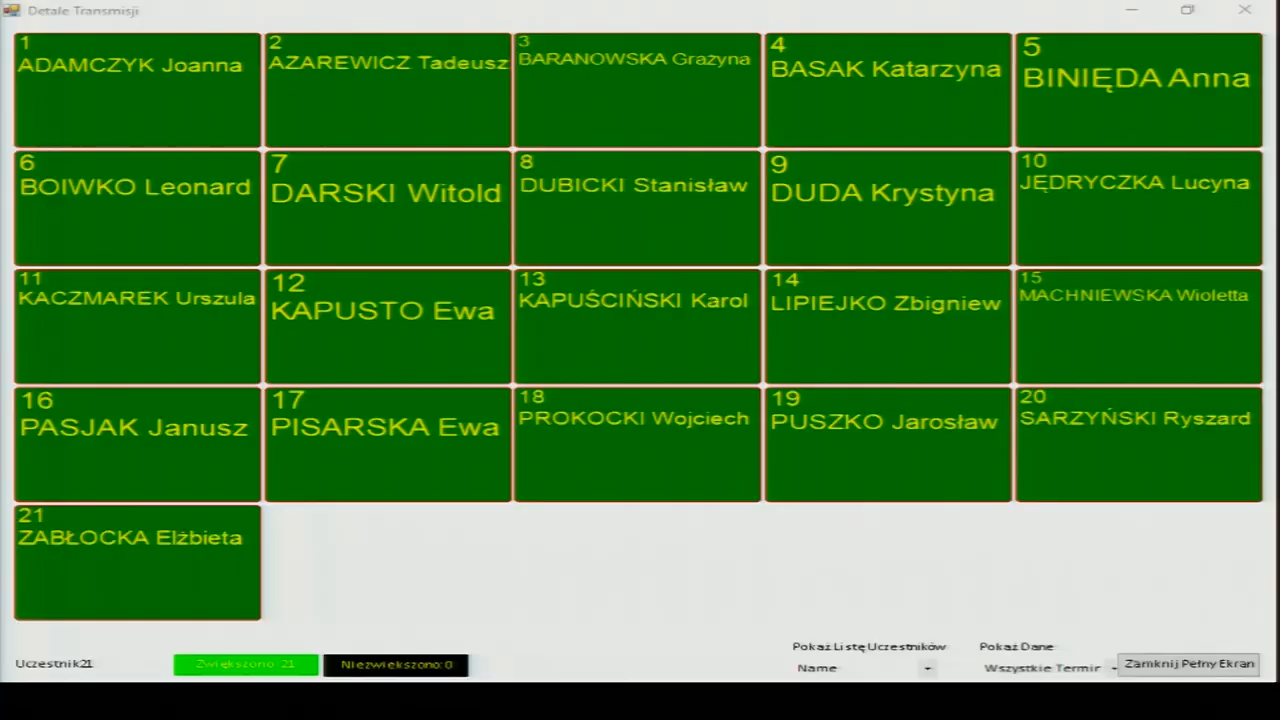 Detale Transmisji
1
ADAMCZYK Joanna
2
AZAREWICZ Tadeusz
3
BARANOWSKA Grażyna
4
BASAK Katarzyna
5
BINIĘDA Anna
6
BOIWKO Leonard
7
DARSKI Witold
8
DUBICKI Stanisław
9
DUDA Krystyna
10
JĘDRYCZKA Lucyna
11
KACZMAREK Urszula
12
KAPUSTO Ewa
13
KAPUŚCIŃSKI Karol
14
LIPIEJKO Zbigniew
15
MACHNIEWSKA Wioletta
16
PASJAK Janusz
17
PISARSKA Ewa
18
PROKOCKI Wojciech
19
PUSZKO Jarosław
20
SARZYŃSKI Ryszard
21
ZABŁOCKA Elżbieta
Pokaż Listę Uczestników
Pokaż Dane
Uczestnik21
Zwiększono: 21
Niezwiększono: 0
Name
Wszystkie Termir
Zamknij Pełny Ekran